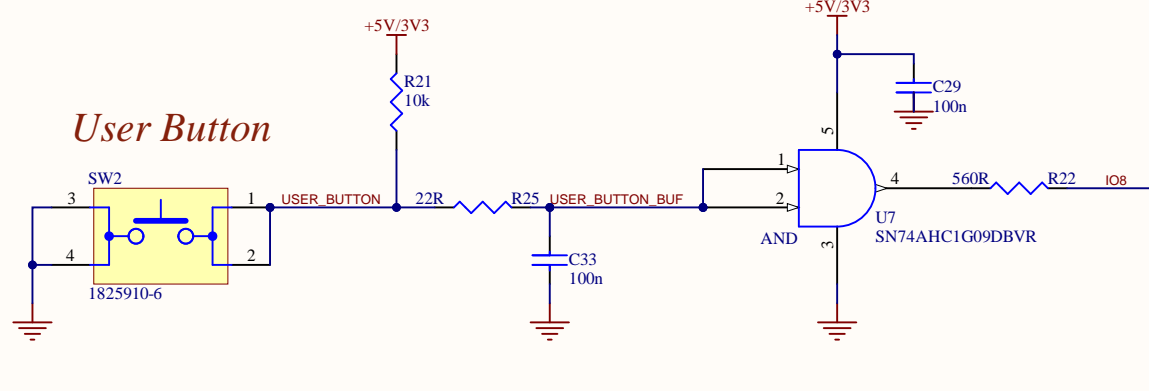 +5V/3V3
+5V/3V3
R21
10k
C29
100n
User Button
5
SW2
3
1
USER_BUTTON
22R
R25
USER_BUTTON_BUF
1
2
4
560R
R22
IO8
4
2
AND
3
U7
SN74AHC1G09DBVR
C33
100n
1825910-6